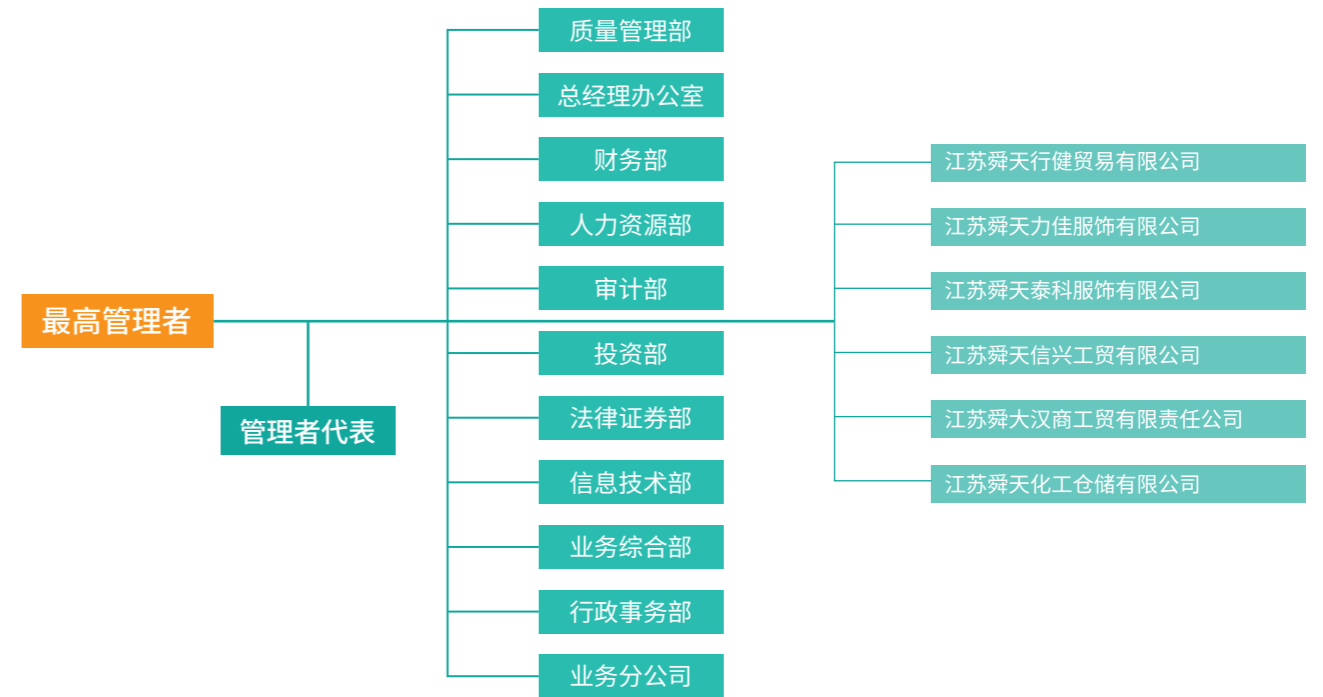 最高管理者
管理者代表
质量管理部
总经理办公室
财务部
人力资源部
审计部
投资部
法律证券部
信息技术部
业务综合部
行政事务部
业务分公司
江苏舜天行健贸易有限公司
江苏舜天力佳服饰有限公司
江苏舜天泰科服饰有限公司
江苏舜天信兴工贸有限公司
江苏舜大汉商工贸有限责任公司
江苏舜天化工仓储有限公司